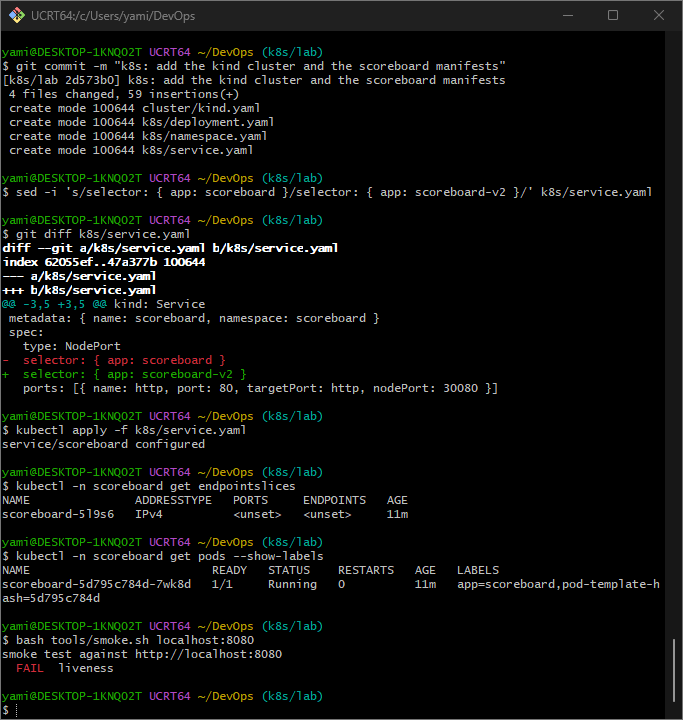 UCRT64:/c/Users/yami/DevOps
yami@DESKTOP-1KNQO2T UCRT64 ~/DevOps (k8s/lab)
$ git commit -m "k8s: add the kind cluster and the scoreboard manifests"
[k8s/lab 2d573b0] k8s: add the kind cluster and the scoreboard manifests
 4 files changed, 59 insertions(+)
 create mode 100644 cluster/kind.yaml
 create mode 100644 k8s/deployment.yaml
 create mode 100644 k8s/namespace.yaml
 create mode 100644 k8s/service.yaml
yami@DESKTOP-1KNQO2T UCRT64 ~/DevOps (k8s/lab)
$ sed -i 's/selector: { app: scoreboard }/selector: { app: scoreboard-v2 }/' k8s/service.yaml
yami@DESKTOP-1KNQO2T UCRT64 ~/DevOps (k8s/lab)
$ git diff k8s/service.yaml
diff --git a/k8s/service.yaml b/k8s/service.yaml
index 62055ef..47a377b 100644
--- a/k8s/service.yaml
+++ b/k8s/service.yaml
@@ -3,5 +3,5 @@ kind: Service
 metadata: { name: scoreboard, namespace: scoreboard }
 spec:
   type: NodePort
-  selector: { app: scoreboard }
+  selector: { app: scoreboard-v2 }
   ports: [{ name: http, port: 80, targetPort: http, nodePort: 30080 }]
yami@DESKTOP-1KNQO2T UCRT64 ~/DevOps (k8s/lab)
$ kubectl apply -f k8s/service.yaml
service/scoreboard configured
yami@DESKTOP-1KNQO2T UCRT64 ~/DevOps (k8s/lab)
$ kubectl -n scoreboard get endpointslices
NAME               ADDRESSTYPE   PORTS     ENDPOINTS   AGE
scoreboard-5l9s6   IPv4          <unset>   <unset>     11m
yami@DESKTOP-1KNQO2T UCRT64 ~/DevOps (k8s/lab)
$ kubectl -n scoreboard get pods --show-labels
NAME                          READY   STATUS    RESTARTS   AGE   LABELS
scoreboard-5d795c784d-7wk8d   1/1     Running   0          11m   app=scoreboard,pod-template-h
ash=5d795c784d
yami@DESKTOP-1KNQO2T UCRT64 ~/DevOps (k8s/lab)
$ bash tools/smoke.sh localhost:8080
smoke test against http://localhost:8080
  FAIL  liveness
yami@DESKTOP-1KNQO2T UCRT64 ~/DevOps (k8s/lab)
$